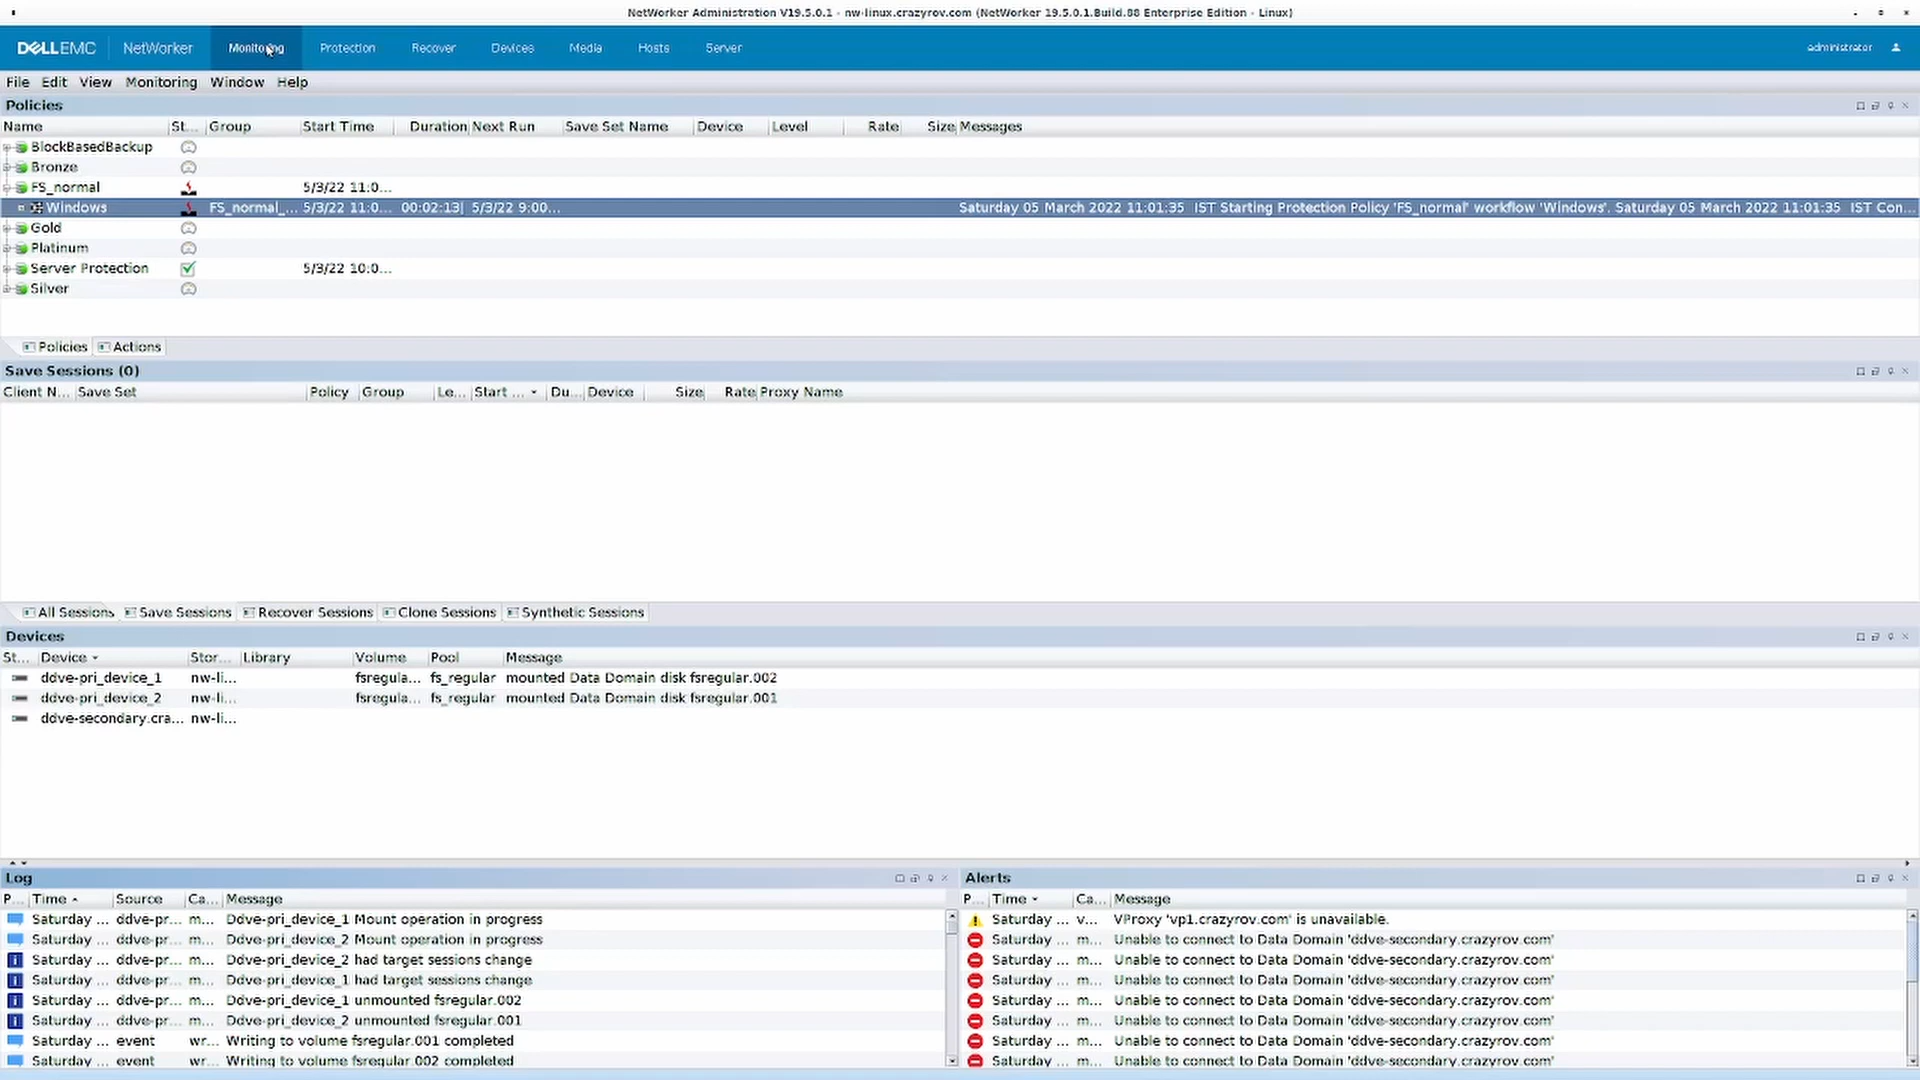 NetWorker Administration V19.5.0.1 - nw-linux.crazyrov.com (NetWorker 19.5.0.1.Build.88 Enterprise Edition - Linux)
DELLEMC NetWorker Monitoring Protection Recover Devices Media Hosts Server administrator
File Edit View Monitoring Window Help
Policies
Name St... Group Start Time Duration Next Run Save Set Name Device Level Rate Size Messages
BlockBasedBackup
Bronze
FS_normal 5/3/22 11:0...
Windows FS_normal_... 5/3/22 11:0... 00:02:13 5/3/22 9:00... Saturday 05 March 2022 11:01:35 IST Starting Protection Policy 'FS_normal' workflow 'Windows'. Saturday 05 March 2022 11:01:35 IST Con...
Gold
Platinum
Server Protection 5/3/22 10:0...
Silver
Policies Actions
Save Sessions (0)
Client N... Save Set Policy Group Le... Start ... Du... Device Size Rate Proxy Name
All Sessions Save Sessions Recover Sessions Clone Sessions Synthetic Sessions
Devices
St... Device Stor... Library Volume Pool Message
ddve-pri_device_1 nw-li... fsregula... fs_regular mounted Data Domain disk fsregular.002
ddve-pri_device_2 nw-li... fsregula... fs_regular mounted Data Domain disk fsregular.001
ddve-secondary.cra... nw-li...
Log
P... Time Source Ca... Message
Saturday ... ddve-pr... m... Ddve-pri_device_1 Mount operation in progress
Saturday ... ddve-pr... m... Ddve-pri_device_2 Mount operation in progress
Saturday ... ddve-pr... m... Ddve-pri_device_2 had target sessions change
Saturday ... ddve-pr... m... Ddve-pri_device_1 had target sessions change
Saturday ... ddve-pr... m... Ddve-pri_device_1 unmounted fsregular.002
Saturday ... ddve-pr... m... Ddve-pri_device_2 unmounted fsregular.001
Saturday ... event wr... Writing to volume fsregular.001 completed
Saturday ... event wr... Writing to volume fsregular.002 completed
Alerts
P... Time Ca... Message
Saturday ... v... VProxy 'vp1.crazyrov.com' is unavailable.
Saturday ... m... Unable to connect to Data Domain 'ddve-secondary.crazyrov.com'
Saturday ... m... Unable to connect to Data Domain 'ddve-secondary.crazyrov.com'
Saturday ... m... Unable to connect to Data Domain 'ddve-secondary.crazyrov.com'
Saturday ... m... Unable to connect to Data Domain 'ddve-secondary.crazyrov.com'
Saturday ... m... Unable to connect to Data Domain 'ddve-secondary.crazyrov.com'
Saturday ... m... Unable to connect to Data Domain 'ddve-secondary.crazyrov.com'
Saturday ... m... Unable to connect to Data Domain 'ddve-secondary.crazyrov.com'